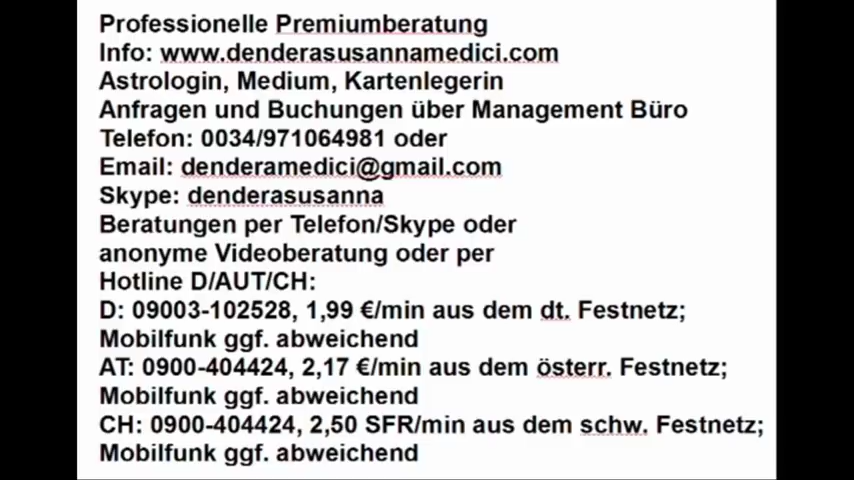 Professionelle Premiumberatung
Info: www.denderasusannamedici.com
Astrologin, Medium, Kartenlegerin
Anfragen und Buchungen über Management Büro
Telefon: 0034/971064981 oder
Email: denderamedici@gmail.com
Skype: denderasusanna
Beratungen per Telefon/Skype oder
anonyme Videoberatung oder per
Hotline D/AUT/CH:
D: 09003-102528, 1,99 €/min aus dem dt. Festnetz;
Mobilfunk ggf. abweichend
AT: 0900-404424, 2,17 €/min aus dem österr. Festnetz;
Mobilfunk ggf. abweichend
CH: 0900-404424, 2,50 SFR/min aus dem schw. Festnetz;
Mobilfunk ggf. abweichend